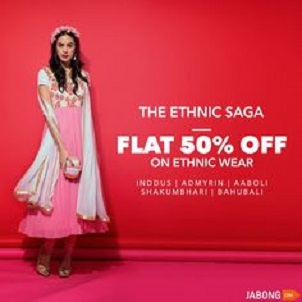 THE ETHNIC SAGA
FLAT 50% OFF
ON ETHNIC WEAR
INDDUS | ADMYRIN | AABOLI
SHAKUMBHARI | BAHUBALI
JABONG